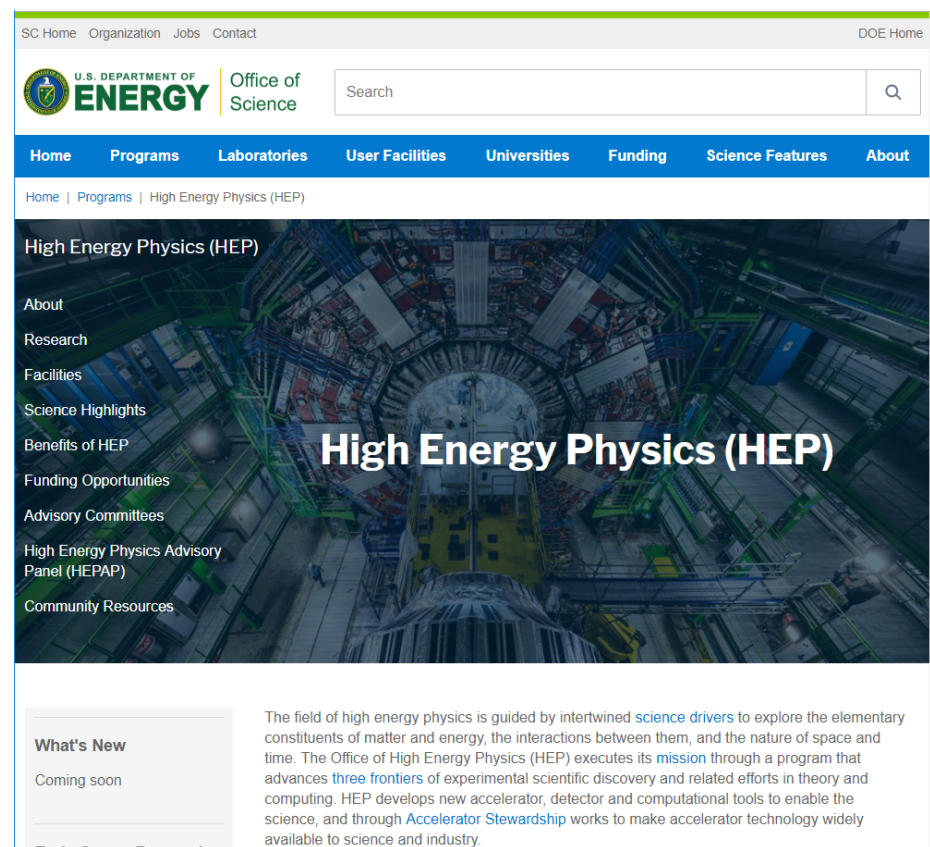 SC Home Organization Jobs Contact DOE Home
U.S. DEPARTMENT OF
ENERGY
Office of
Science
Search
Home Programs Laboratories User Facilities Universities Funding Science Features About
Home | Programs | High Energy Physics (HEP)
High Energy Physics (HEP)
About
Research
Facilities
Science Highlights
Benefits of HEP
Funding Opportunities
Advisory Committees
High Energy Physics Advisory
Panel (HEPAP)
Community Resources
High Energy Physics (HEP)
What's New
Coming soon
The field of high energy physics is guided by intertwined science drivers to explore the elementary
constituents of matter and energy, the interactions between them, and the nature of space and
time. The Office of High Energy Physics (HEP) executes its mission through a program that
advances three frontiers of experimental scientific discovery and related efforts in theory and
computing. HEP develops new accelerator, detector and computational tools to enable the
science, and through Accelerator Stewardship works to make accelerator technology widely
available to science and industry.